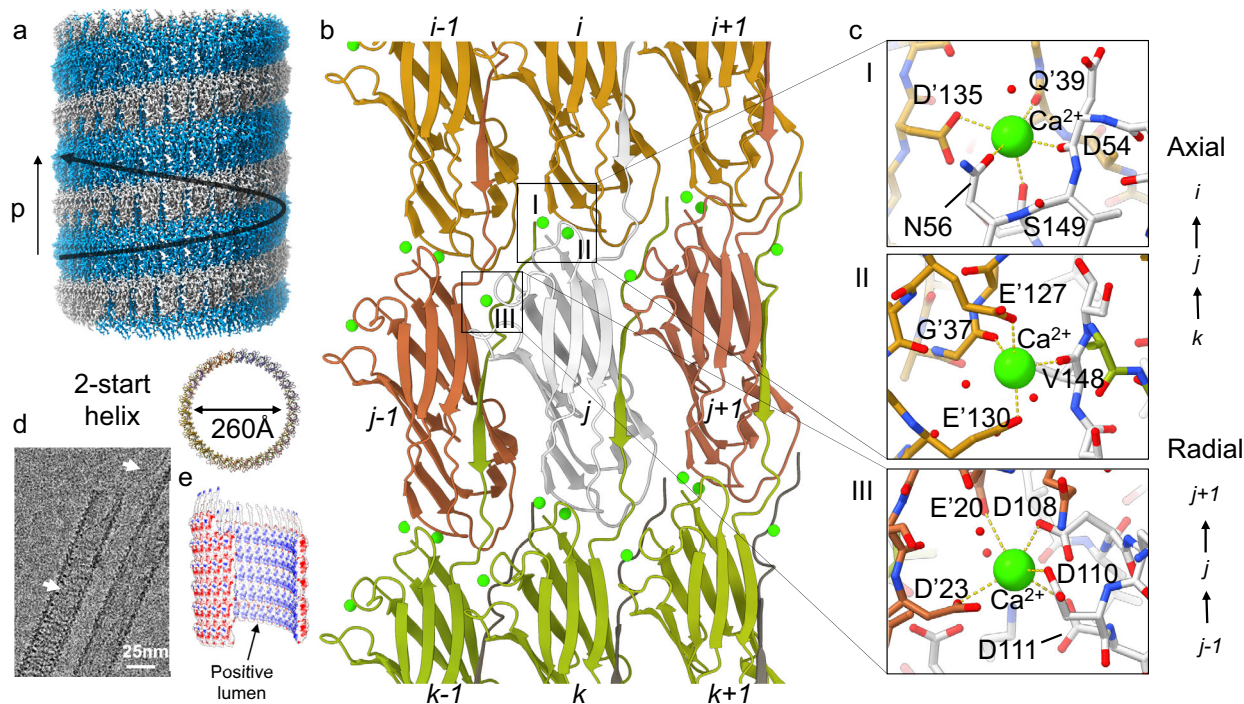 a
p
2-start
helix
260Å
d
25nm
e
Positive
lumen
b
i-1
i
i+1
I
II
III
j-1
j
j+1
k-1
k
k+1
c
I
D’135
Q’39
Ca2+
D54
N56
S149
II
E’127
G’37
Ca2+
V148
E’130
III
E’20
D108
D110
D’23
Ca2+
D111
Axial
i
j
k
Radial
j+1
j
j-1